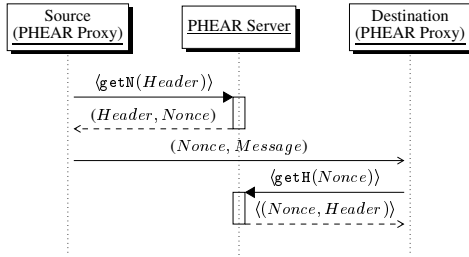 Source
(PHEAR Proxy)
PHEAR Server
Destination
(PHEAR Proxy)
⟨getN(Header)⟩
(Header, Nonce)
(Nonce, Message)
⟨getH(Nonce)⟩
⟨(Nonce, Header)⟩